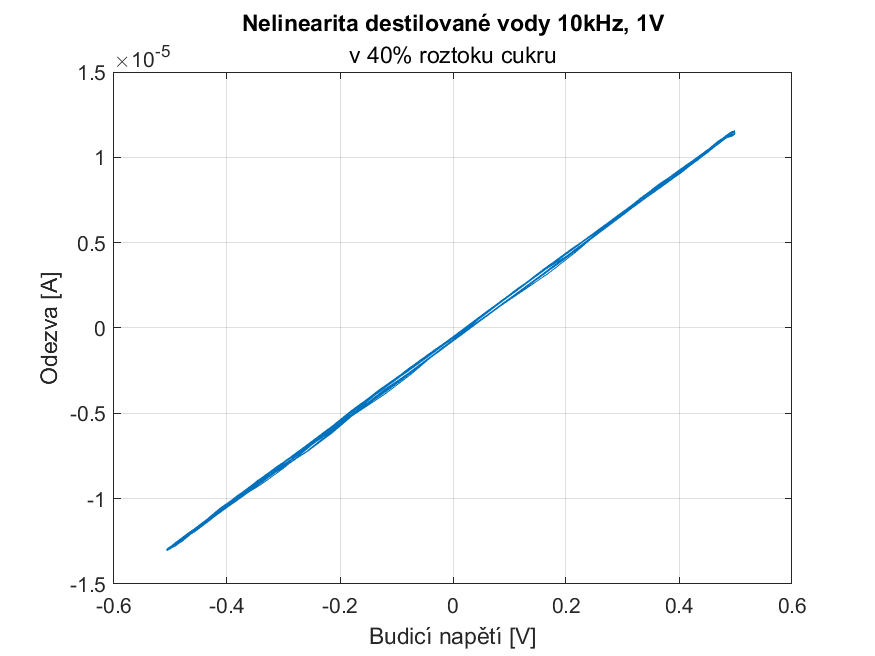 Nelinearita destilované vody 10kHz, 1V
v 40% roztoku cukru
×10-5
1.5
1
0.5
0
-0.5
-1
-1.5
Odezva [A]
-0.6 -0.4 -0.2 0 0.2 0.4 0.6
Budicí napětí [V]